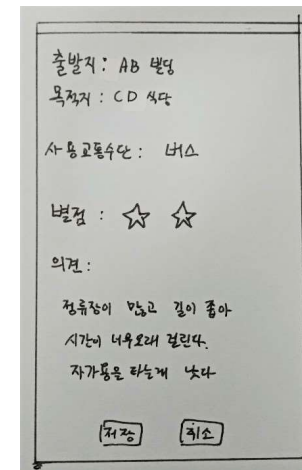 출발지 : AB 빌딩
목적지 : CD 식당
사용교통수단 : 버스
별점 : ☆ ☆
의견 :
정류장이 많고 길이 좁아
시간이 너무오래 걸린다.
자가용을 타는게 낫다
저장 취소